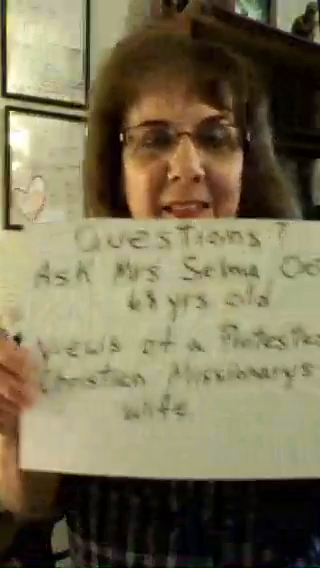 Questions?
Ask Mrs Selma
68 yrs old
views of a
Christian Missionary's
wife